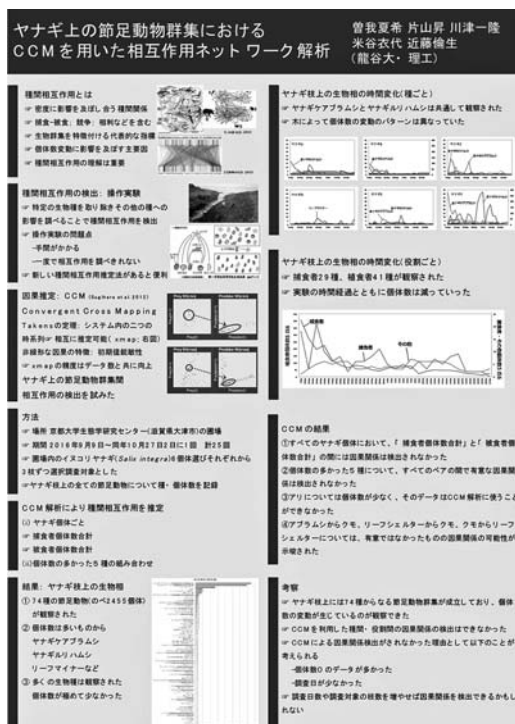 ヤナギ上の節足動物群集における
CCMを用いた相互作用ネットワーク解析
曽我夏希 片山昇 川津一隆
米谷衣代 近藤倫生
(龍谷大・理工)
種間相互作用とは
☞ 密度に影響を及ぼし合う種間関係
☞ 捕食-被食; 競争; 相利などを含む
☞ 生物群集を特徴付ける代表的な指標
☞ 個体数変動に影響を及ぼす主要因
☞ 種間相互作用の理解は重要
種間相互作用の検出: 操作実験
☞ 特定の生物種を取り除きその他の種への
影響を調べることで種間相互作用を検出
☞ 操作実験の問題点
-手間がかかる
-一度で相互作用を調べきれない
☞ 新しい種間相互作用推定法があると便利
因果推定: CCM (Sugihara et al 2012)
Convergent Cross Mapping
Takensの定理: システム内の二つの
時系列☞ 相互に推定可能( xmap; 右図)
非線形な因果の特徴: 初期値鋭敏性
☞ xmapの精度はデータ数と共に向上
ヤナギ上の節足動物群集間
相互作用の検出を試みた
方法
☞ 場所 京都大学生態学研究センター(滋賀県大津市)の圃場
☞ 期間 2016年9月9日～同年10月27日2日に1回 計25回
☞ 圃場内のイヌコリヤナギ(Salix integra)6個体選びそれぞれから
3枝ずつ選択調査対象とした
☞ヤナギ枝上の全ての節足動物について種・個体数を記録
CCM解析により種間相互作用を推定
(i) ヤナギ個体ごと
☞ 捕食者個体数合計
☞ 被食者個体数合計
(ii)個体数の多かった5種の組み合わせ
結果: ヤナギ枝上の生物相
① 74種の節足動物(のべ2455個体)
が観察された
② 個体数は多いものから
ヤナギケアブラムシ
ヤナギルリハムシ
リーフマイナーなど
③ 多くの生物種は観察された
個体数が極めて少なかった
ヤナギ枝上の生物相の時間変化(種ごと)
☞ ヤナギケアブラムシとヤナギルリハムシは共通して観察された
☞ 木によって個体数の変動のパターンは異なっていた
ヤナギ枝上の生物相の時間変化(役割ごと)
☞ 捕食者29種、被食者41種が観察された
☞ 実験の時間経過とともに個体数は減っていった
被食者
捕食者
その他
CCMの結果
①すべてのヤナギ個体において、「捕食者個体数合計」と「被食者個
体数合計」の間には因果関係は検出されなかった
②個体数の多かった5種について、すべてのペアの間で有意な因果関
係は検出されなかった
③アリについては個体数が少なく、そのデータはCCM解析に使うこと
ができなかった
④アブラムシからクモ、リーフシェルターからクモ、クモからリーフ
シェルターについては、有意ではなかったものの因果関係の可能性が
示唆された
考察
☞ ヤナギ枝上には74種からなる節足動物群集が成立しており、個体
数の変動が生じているのが観察できた
☞ CCMを利用した種間・役割間の因果関係の検出はできなかった
☞ CCMによる因果関係検出がされなかった理由として以下のことが
考えられる
-個体数0のデータが多かった
-調査日が少なかった
☞ 調査日数や調査対象の枝数を増やせば因果関係を検出できるかもし
れない